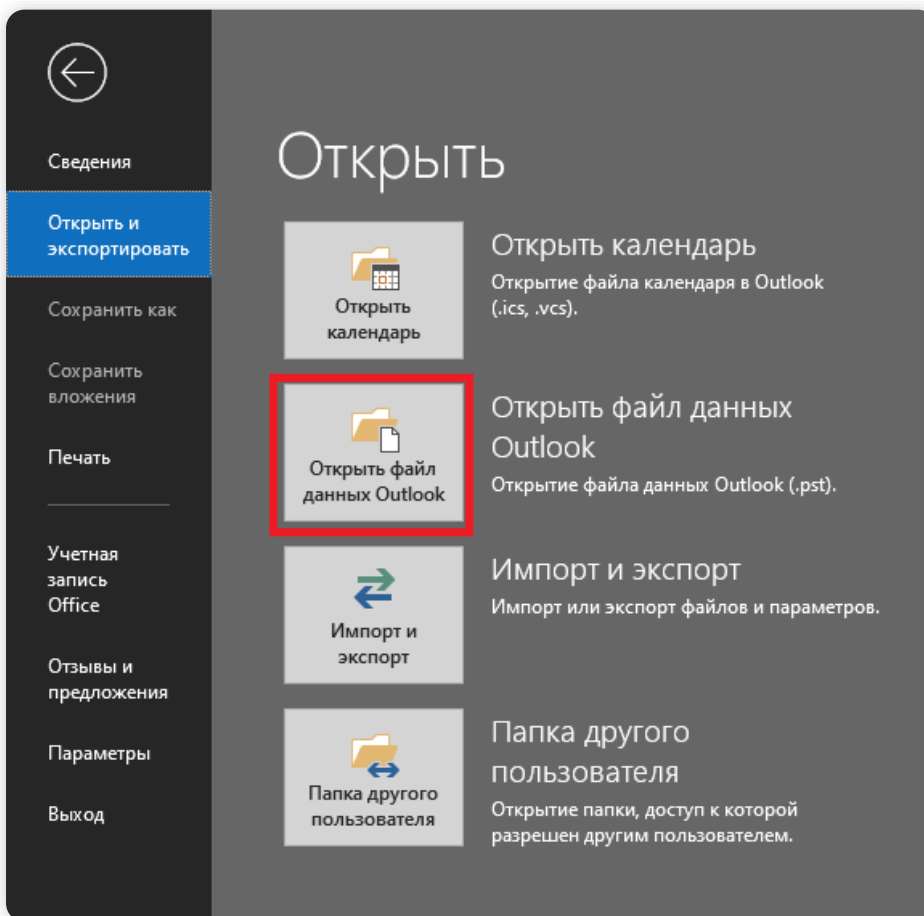 Сведения
Открыть и
экспортировать
Сохранить как
Сохранить
вложения
Печать
Учетная
запись
Office
Отзывы и
предложения
Параметры
Выход
Открыть
Открыть
календарь
Открыть календарь
Открытие файла календаря в Outlook
(.ics, .vcs).
Открыть файл
данных Outlook
Открыть файл данных
Outlook
Открытие файла данных Outlook (.pst).
Импорт и
экспорт
Импорт и экспорт
Импорт или экспорт файлов и параметров.
Папка другого
пользователя
Папка другого
пользователя
Открытие папки, доступ к которой
разрешен другим пользователем.